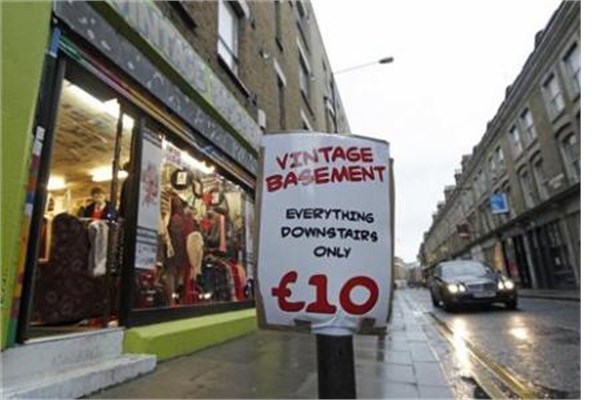 VINTAGE
BASEMENT
EVERYTHING
DOWNSTAIRS
ONLY
£10